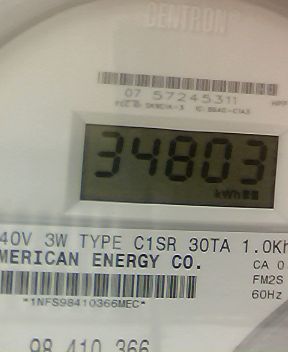 CENTRON
07 57245311
34803
kWh
40V 3W TYPE C1SR 30TA 1.0Kh
MERICAN ENERGY CO.
CA 0
FM2S
60Hz
*1NFS98410366MEC*
98 410 366